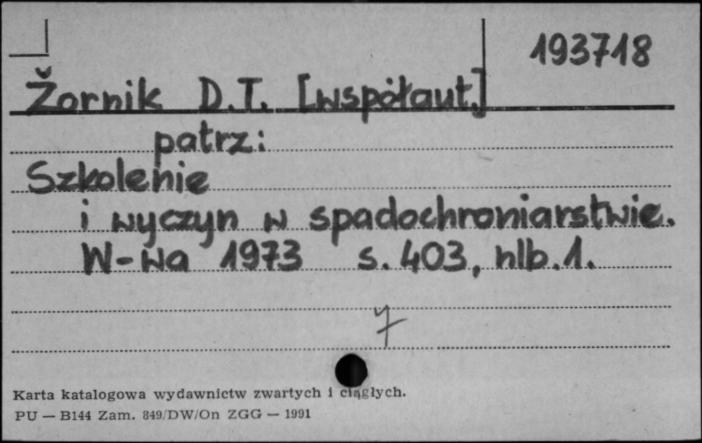 193718
Žornik D.T. [współaut.]
patrz:
Szkolenie
i wyczyn w spadochroniarstwie.
W-wa 1973 s. 403, nlb.1.
7
Karta katalogowa wydawnictw zwartych i ciągłych.
PU — B144 Zam. 849/DW/On ZGG — 1991